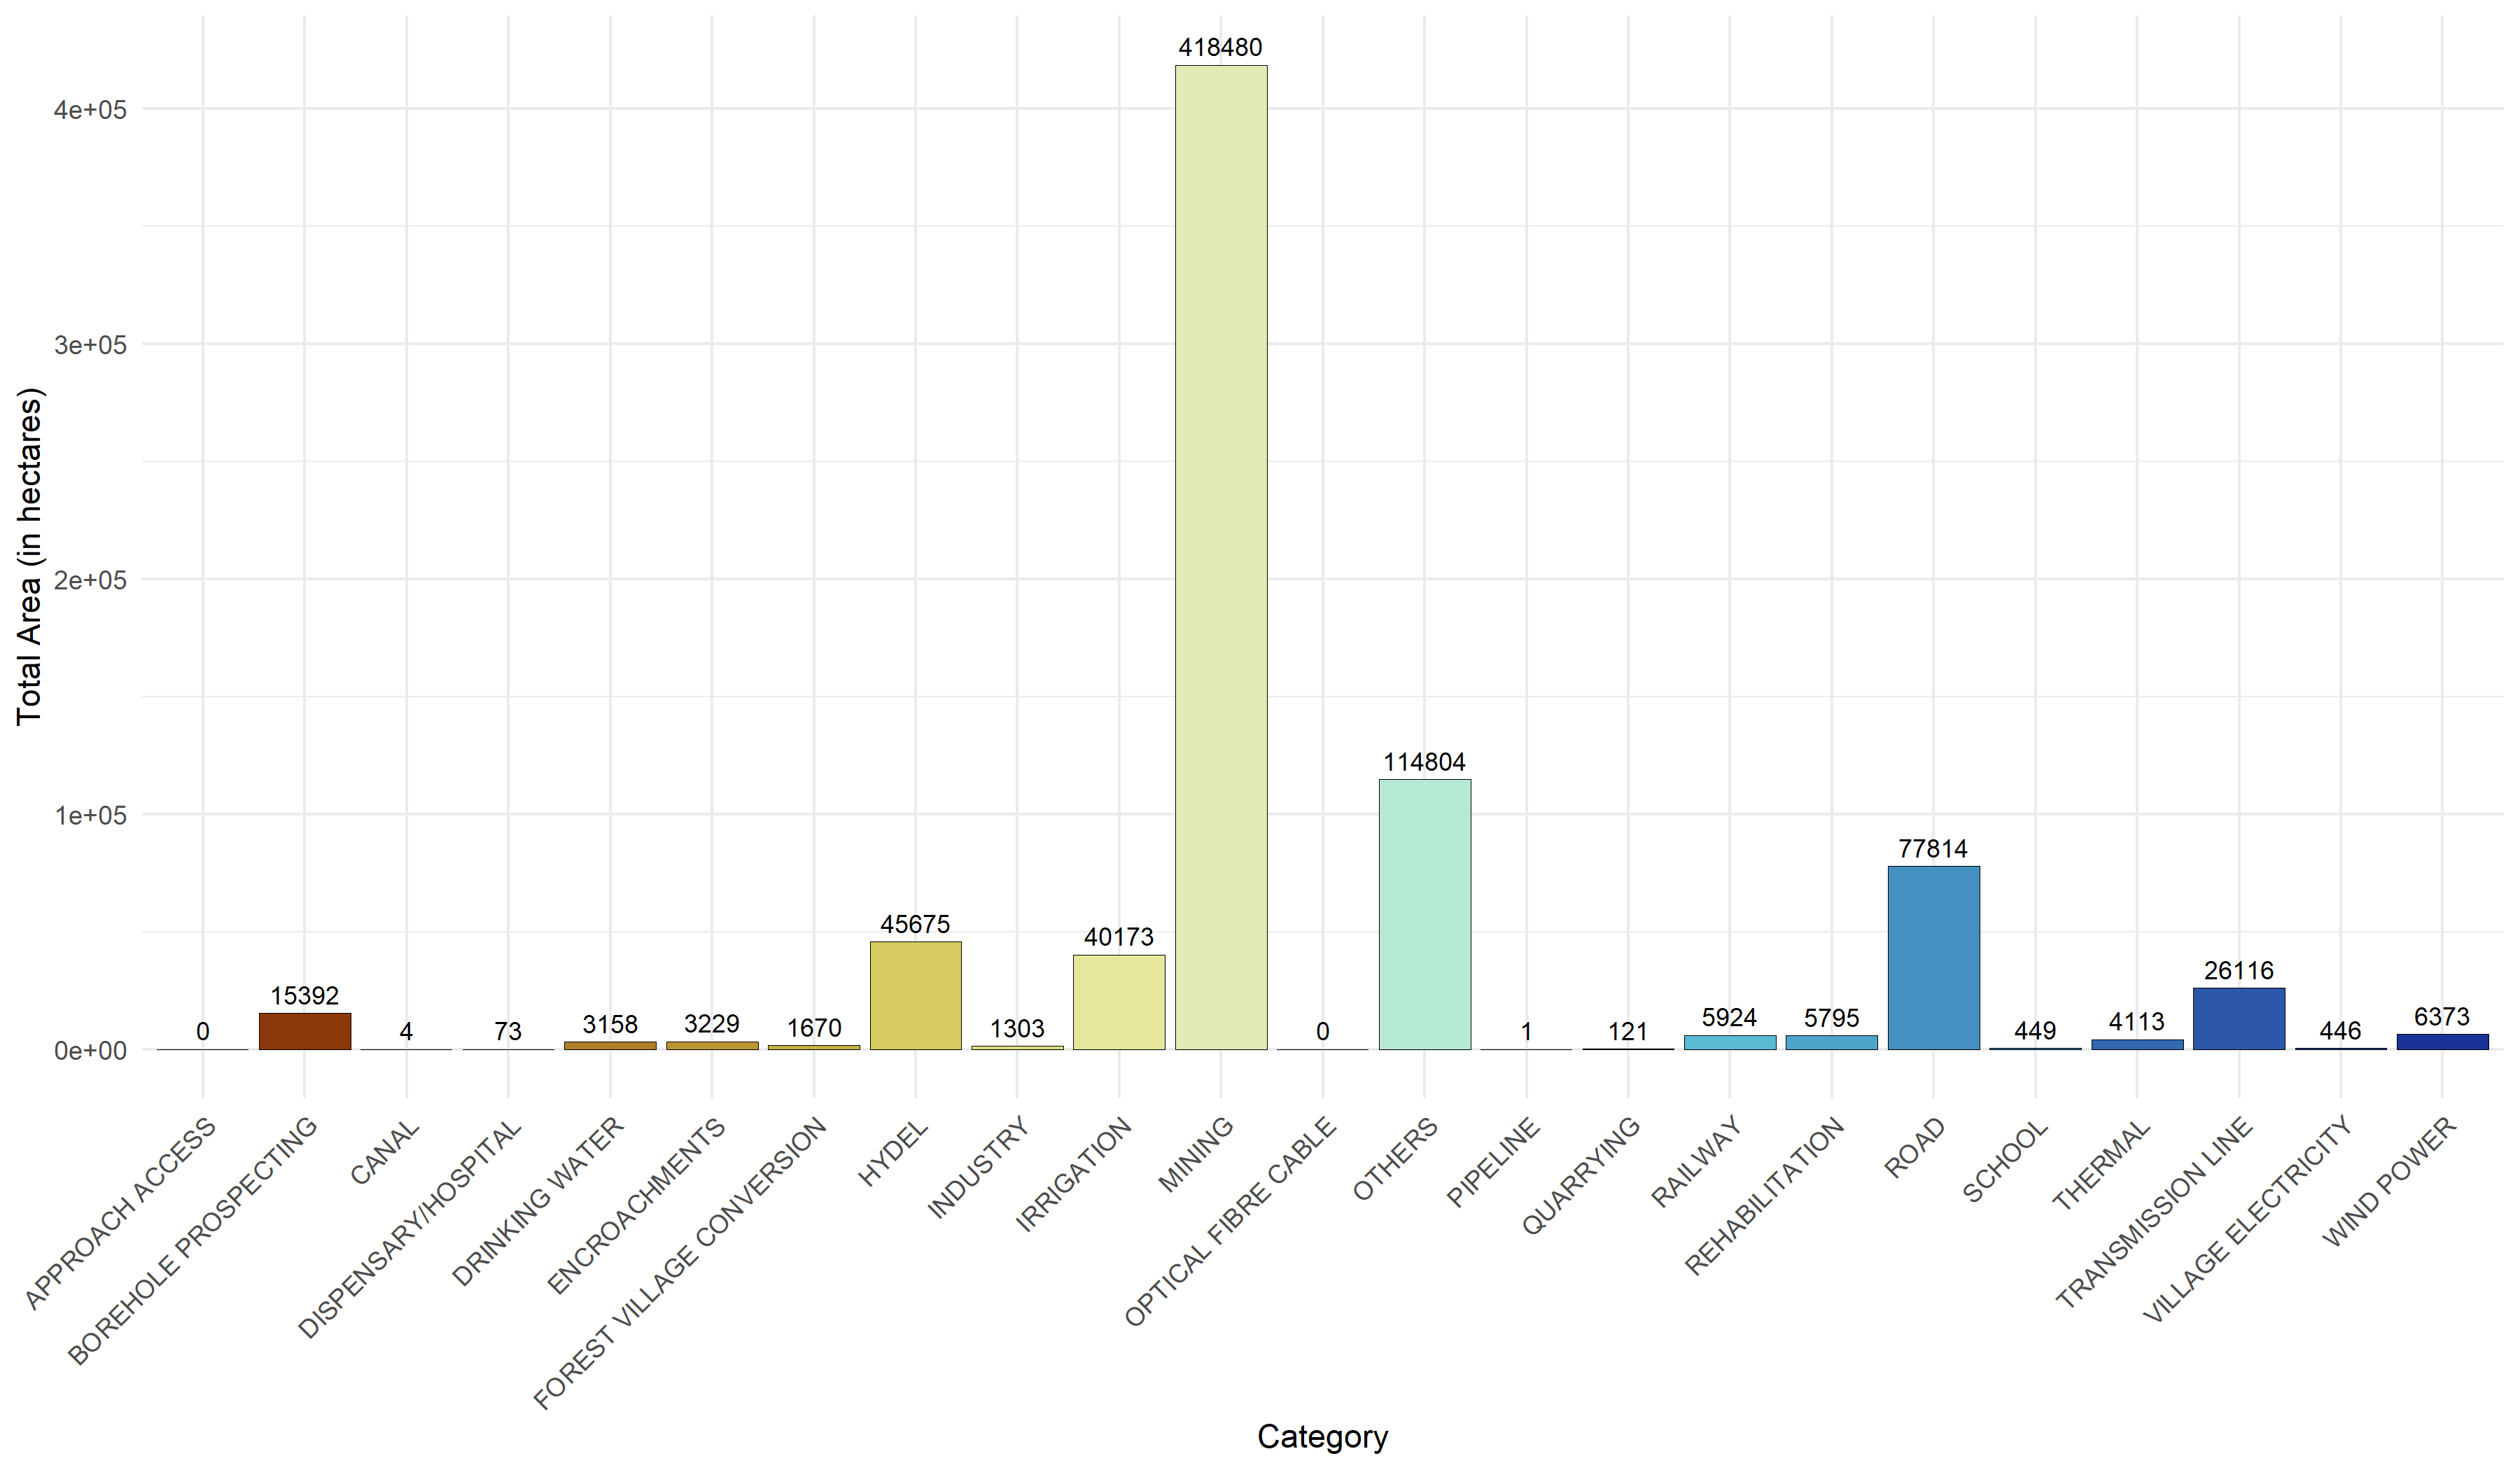 418480
4e+05
3e+05
Total Area (in hectares)
2e+05
114804
1e+05
77814
45675
40173
26116
15392
0
4
73
3158
3229
1670
1303
0
1
121
5924
5795
449
4113
446
6373
0e+00
APPROACH ACCESS
BOREHOLE PROSPECTING
CANAL
DISPENSARY/HOSPITAL
DRINKING WATER
ENCROACHMENTS
FOREST VILLAGE CONVERSION
HYDEL
INDUSTRY
IRRIGATION
MINING
OPTICAL FIBRE CABLE
OTHERS
PIPELINE
QUARRYING
RAILWAY
REHABILITATION
ROAD
SCHOOL
THERMAL
TRANSMISSION LINE
VILLAGE ELECTRICITY
WIND POWER
Category